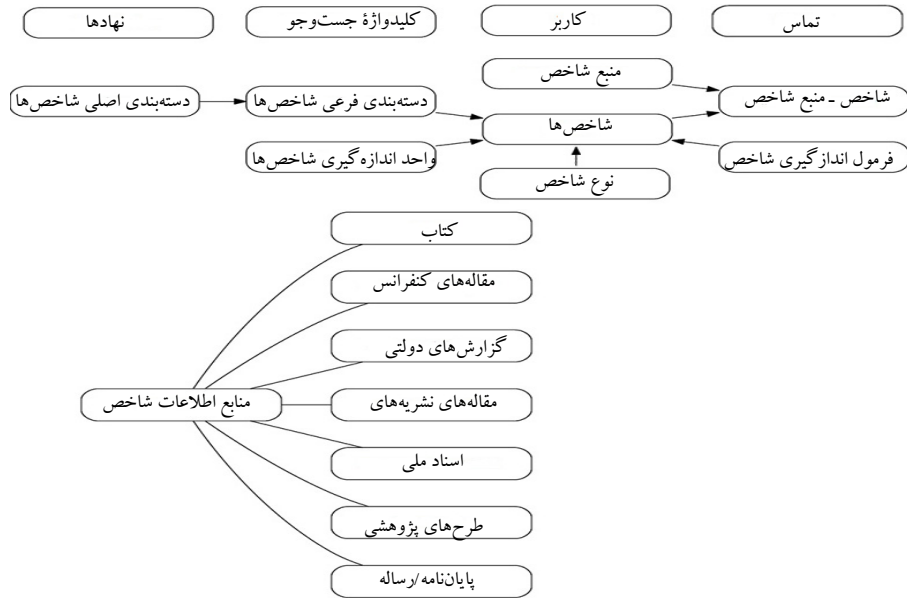 تماس
کاربر
کلیدواژهٔ جست‌وجو
نهادها
منبع شاخص
شاخص ـ منبع شاخص
دسته‌بندی فرعی شاخص‌ها
دسته‌بندی اصلی شاخص‌ها
شاخص‌ها
فرمول اندازگیری شاخص
واحد اندازه‌گیری شاخص‌ها
نوع شاخص
کتاب
مقاله‌های کنفرانس
گزارش‌های دولتی
مقاله‌های نشریه‌های
منابع اطلاعات شاخص
اسناد ملی
طرح‌های پژوهشی
پایان‌نامه/رساله